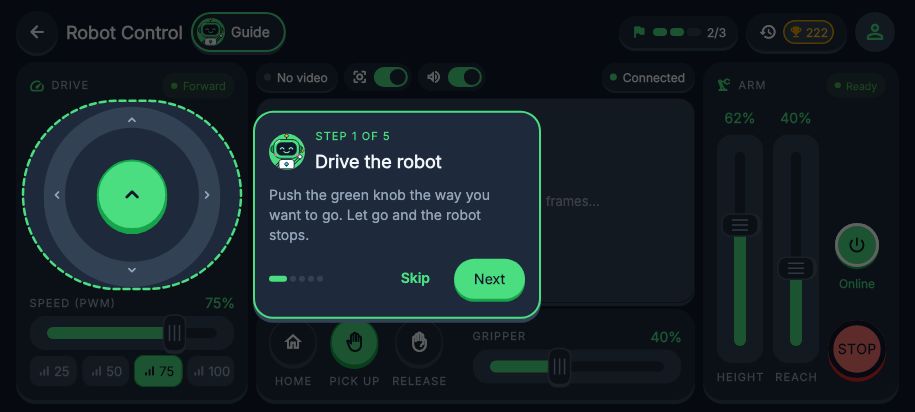 Robot Control
Guide
2/3
222
DRIVE
Forward
No video
Connected
ARM
Ready
62%
40%
STEP 1 OF 5
Drive the robot
Push the green knob the way you
want to go. Let go and the robot
stops.
frames...
Skip
Next
Online
SPEED (PWM)
75%
25
50
75
100
HOME
PICK UP
RELEASE
GRIPPER
40%
HEIGHT
REACH
STOP